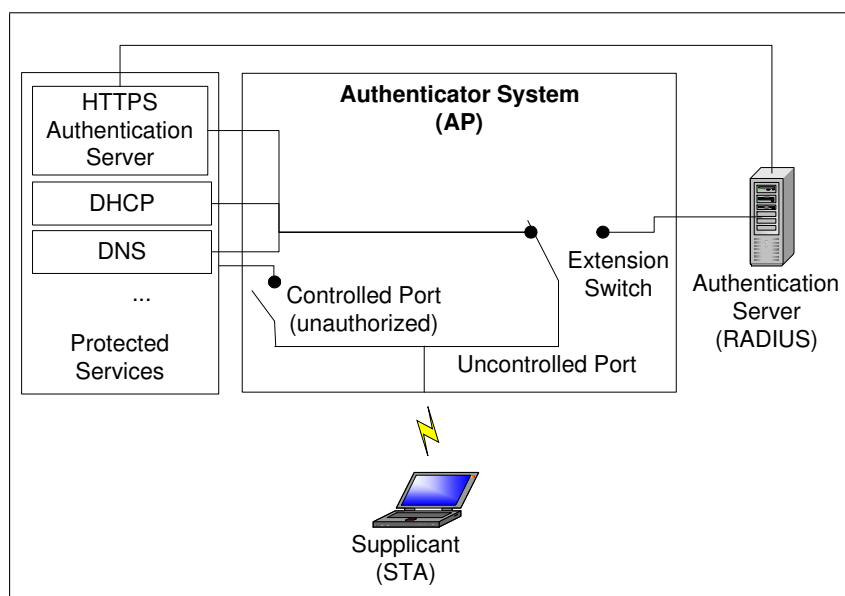 HTTPS
Authentication
Server
DHCP
DNS
...
Protected
Services
Authenticator System
(AP)
Controlled Port
(unauthorized)
Extension
Switch
Uncontrolled Port
Authentication
Server
(RADIUS)
Supplicant
(STA)